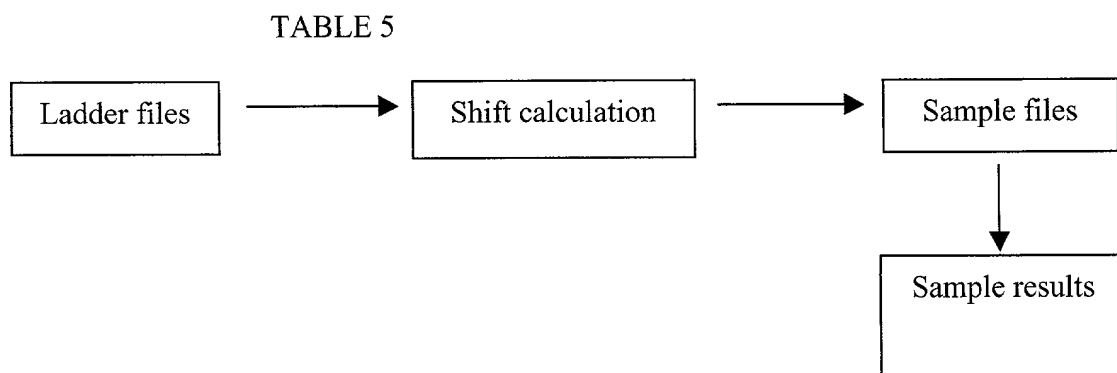 TABLE 5
Ladder files
Shift calculation
Sample files
Sample results